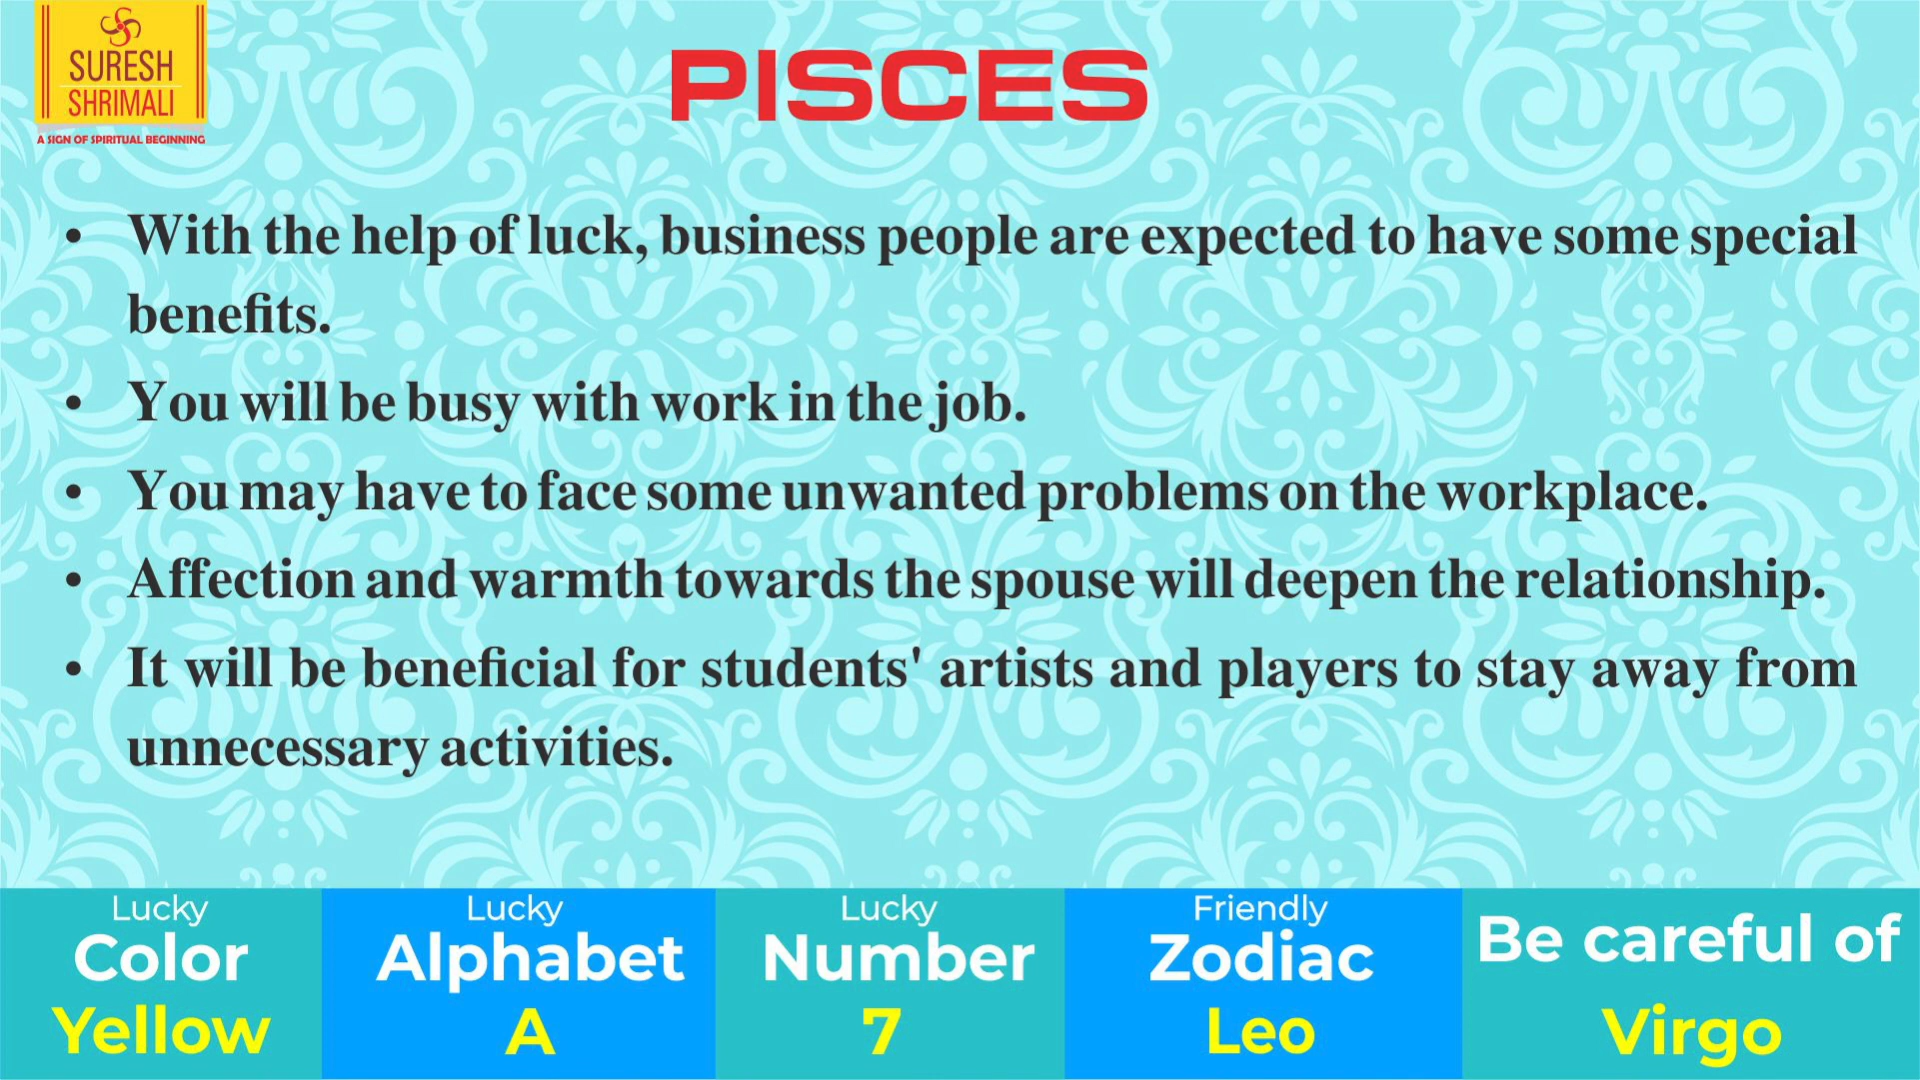 SURESH
SHRIMALI
A SIGN OF SPIRITUAL BEGINNING
PISCES
• With the help of luck, business people are expected to have some special
benefits.
• You will be busy with work in the job.
• You may have to face some unwanted problems on the workplace.
• Affection and warmth towards the spouse will deepen the relationship.
• It will be beneficial for students' artists and players to stay away from
unnecessary activities.
Lucky
Color
Yellow
Lucky
Alphabet
A
Lucky
Number
7
Friendly
Zodiac
Leo
Be careful of
Virgo